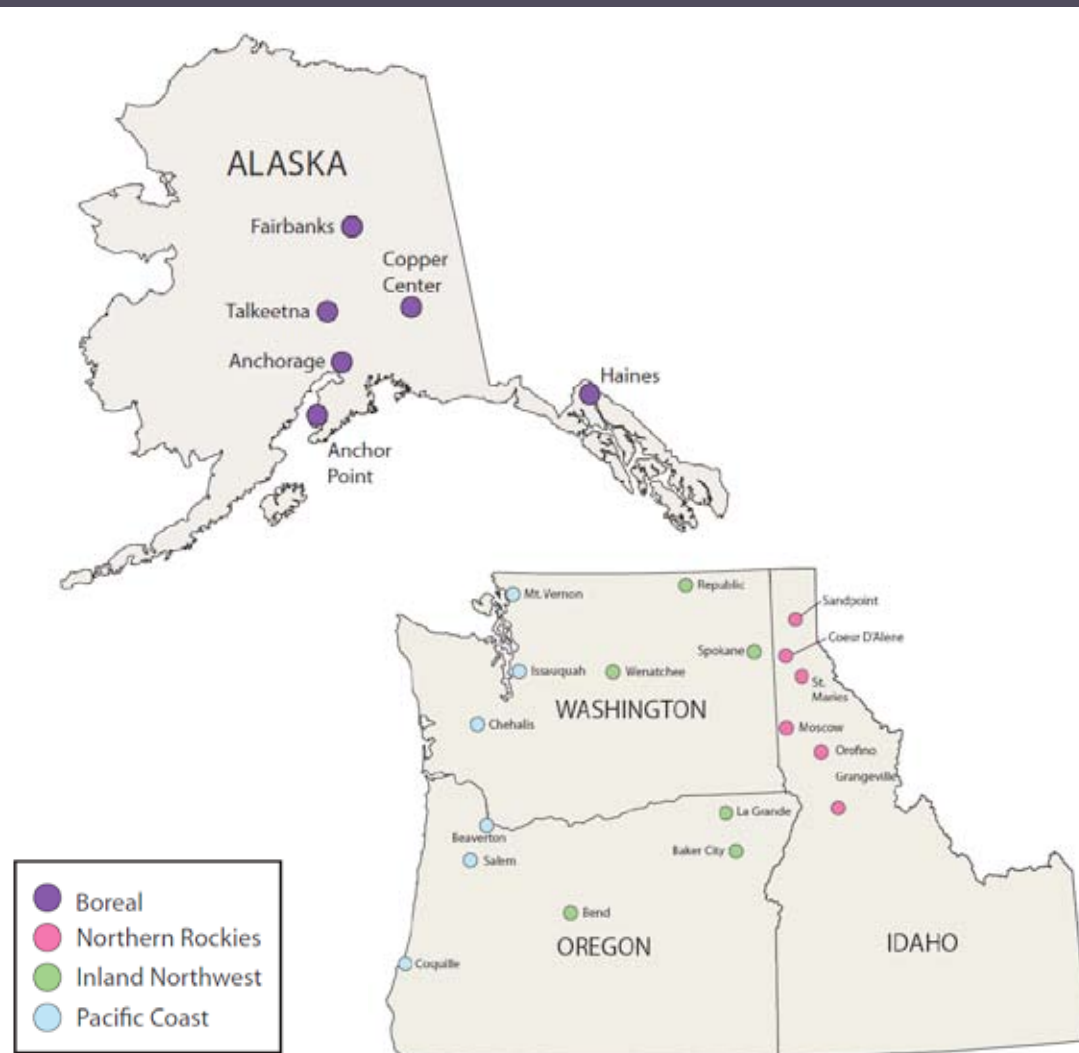 ALASKA
Fairbanks
Copper
Center
Talkeetna
Anchorage
Haines
Anchor
Point
Mt. Vernon
Republic
Sandpoint
Coeur D'Alene
Spokane
Issauquah
Wenatchee
St.
Maries
WASHINGTON
Chehalis
Moscow
Orofino
Grangeville
La Grande
Beaverton
Baker City
Salem
Bend
OREGON
IDAHO
Coquille
Boreal
Northern Rockies
Inland Northwest
Pacific Coast